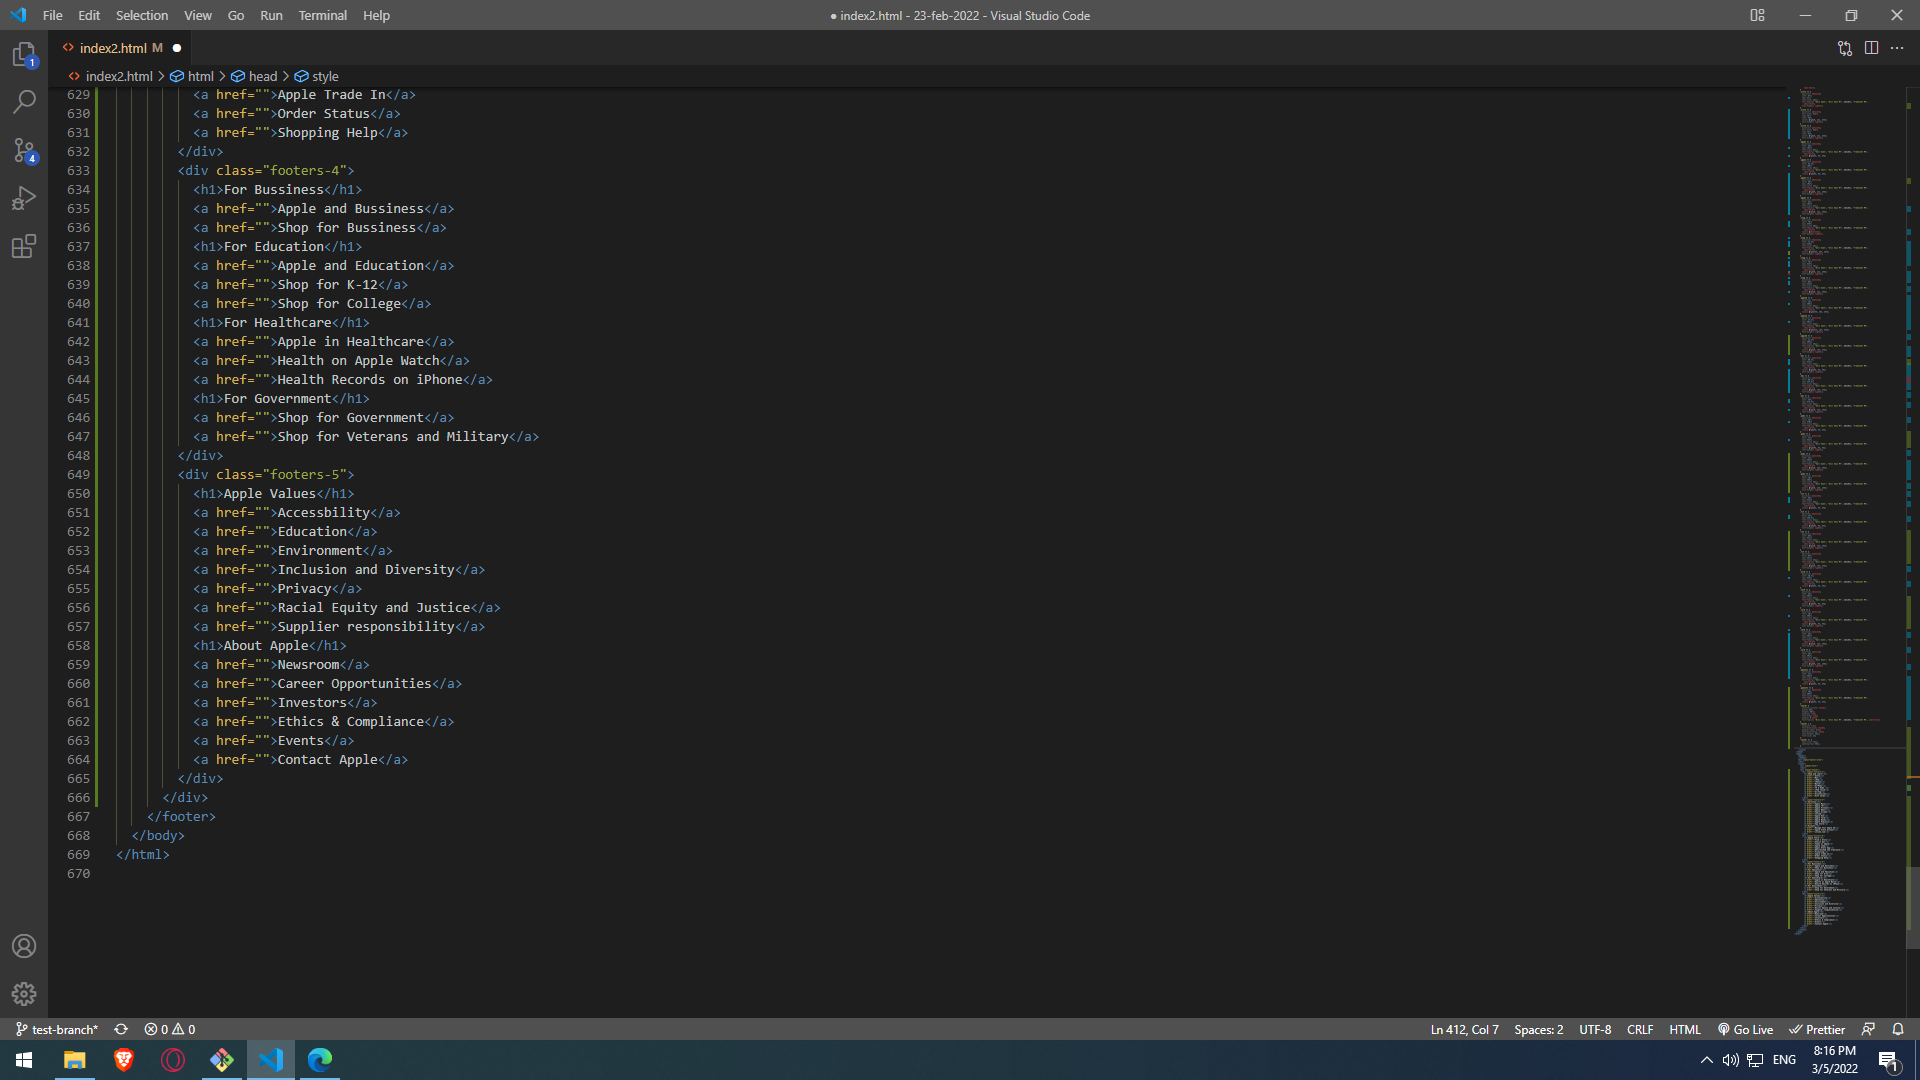 File Edit Selection View Go Run Terminal Help
● index2.html - 23-feb-2022 - Visual Studio Code
index2.html M
index2.html > html > head > style
629 <a href="">Apple Trade In</a>
630 <a href="">Order Status</a>
631 <a href="">Shopping Help</a>
632 </div>
633 <div class="footers-4">
634 <h1>For Bussiness</h1>
635 <a href="">Apple and Bussiness</a>
636 <a href="">Shop for Bussiness</a>
637 <h1>For Education</h1>
638 <a href="">Apple and Education</a>
639 <a href="">Shop for K-12</a>
640 <a href="">Shop for College</a>
641 <h1>For Healthcare</h1>
642 <a href="">Apple in Healthcare</a>
643 <a href="">Health on Apple Watch</a>
644 <a href="">Health Records on iPhone</a>
645 <h1>For Government</h1>
646 <a href="">Shop for Government</a>
647 <a href="">Shop for Veterans and Military</a>
648 </div>
649 <div class="footers-5">
650 <h1>Apple Values</h1>
651 <a href="">Accessbility</a>
652 <a href="">Education</a>
653 <a href="">Environment</a>
654 <a href="">Inclusion and Diversity</a>
655 <a href="">Privacy</a>
656 <a href="">Racial Equity and Justice</a>
657 <a href="">Supplier responsibility</a>
658 <h1>About Apple</h1>
659 <a href="">Newsroom</a>
660 <a href="">Career Opportunities</a>
661 <a href="">Investors</a>
662 <a href="">Ethics & Compliance</a>
663 <a href="">Events</a>
664 <a href="">Contact Apple</a>
665 </div>
666 </div>
667 </footer>
668 </body>
669 </html>
670
1
4
test-branch* 0 0 Ln 412, Col 7 Spaces: 2 UTF-8 CRLF HTML Go Live Prettier
ENG 8:16 PM
3/5/2022
1